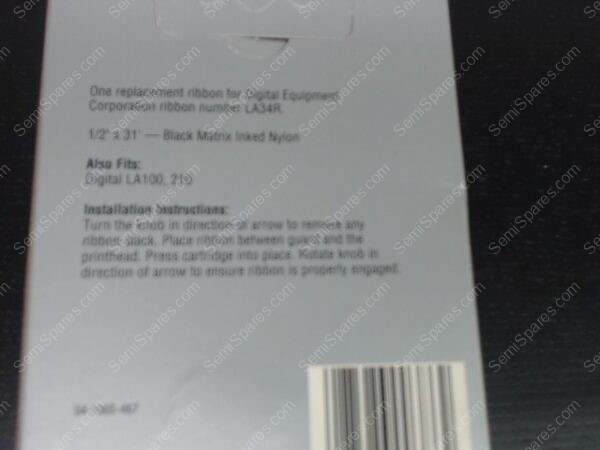 One replacement ribbon for Digital Equipment
Corporation ribbon number LA34R.
1/2" x 31' — Black Matrix Inked Nylon
Also Fits:
Digital LA100, 210
Installation Instructions:
Turn the knob in direction of arrow to remove any
ribbon slack. Place ribbon between guard and the
printhead. Press cartridge into place. Rotate knob in
direction of arrow to ensure ribbon is properly engaged.
SemiSpares.com